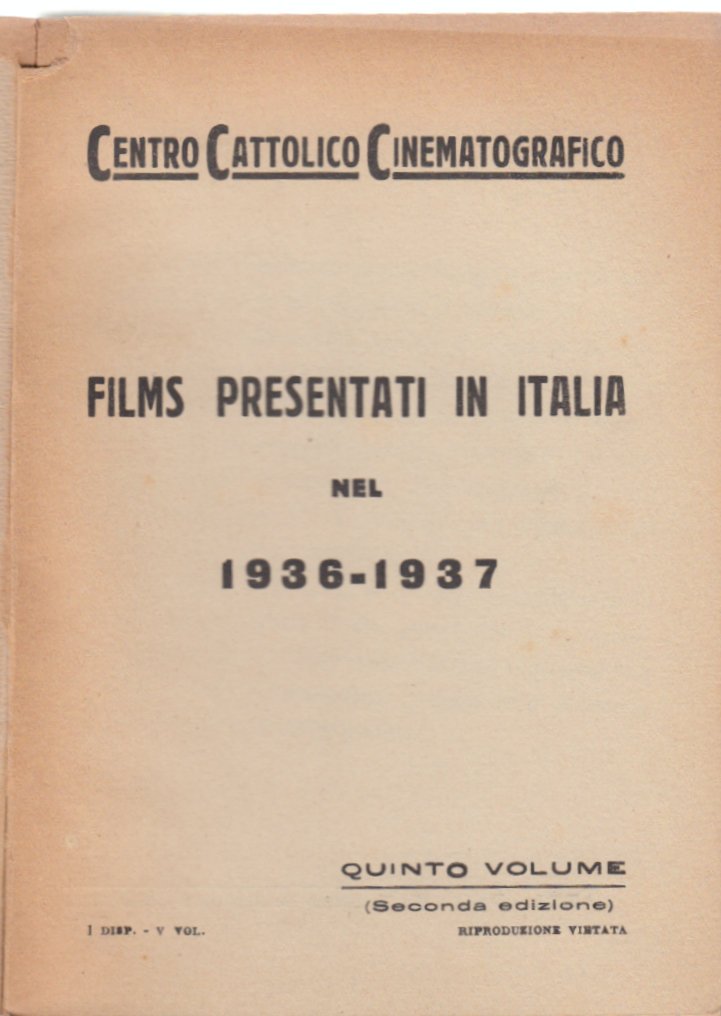 CENTRO CATTOLICO CINEMATOGRAFICO
FILMS PRESENTATI IN ITALIA
NEL
1936-1937
QUINTO VOLUME
(Seconda edizione)
I DISP. - V VOL.
RIPRODUZIONE VIETATA